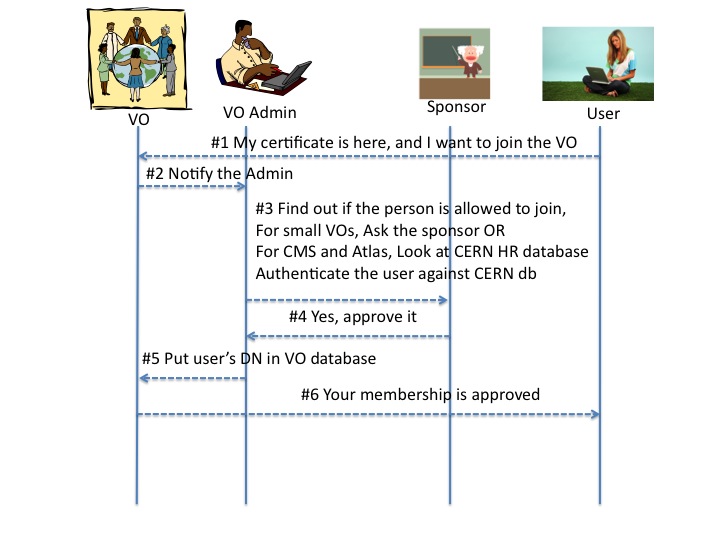 VO
VO Admin
Sponsor
User
#1 My certificate is here, and I want to join the VO
#2 Notify the Admin
#3 Find out if the person is allowed to join,
For small VOs, Ask the sponsor OR
For CMS and Atlas, Look at CERN HR database
Authenticate the user against CERN db
#4 Yes, approve it
#5 Put user’s DN in VO database
#6 Your membership is approved